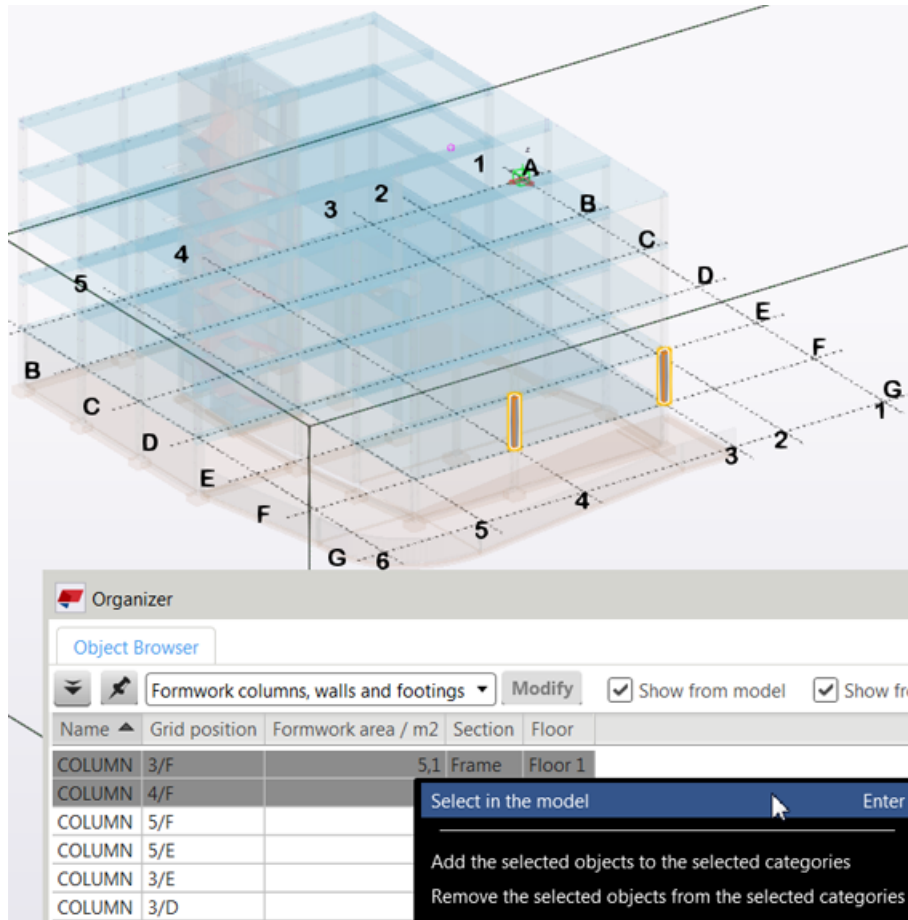 1 A
2 B
3
C
4
D
5
E
F
B
G
1
C
2
D
3
E
4
F
5
G 6
Organizer
Object Browser
Formwork columns, walls and footings Modify Show from model Show fr
Name Grid position Formwork area / m2 Section Floor
COLUMN 3/F 5,1 Frame Floor 1
COLUMN 4/F
Select in the model Enter
COLUMN 5/F
COLUMN 5/E
Add the selected objects to the selected categories
COLUMN 3/E
Remove the selected objects from the selected categories
COLUMN 3/D